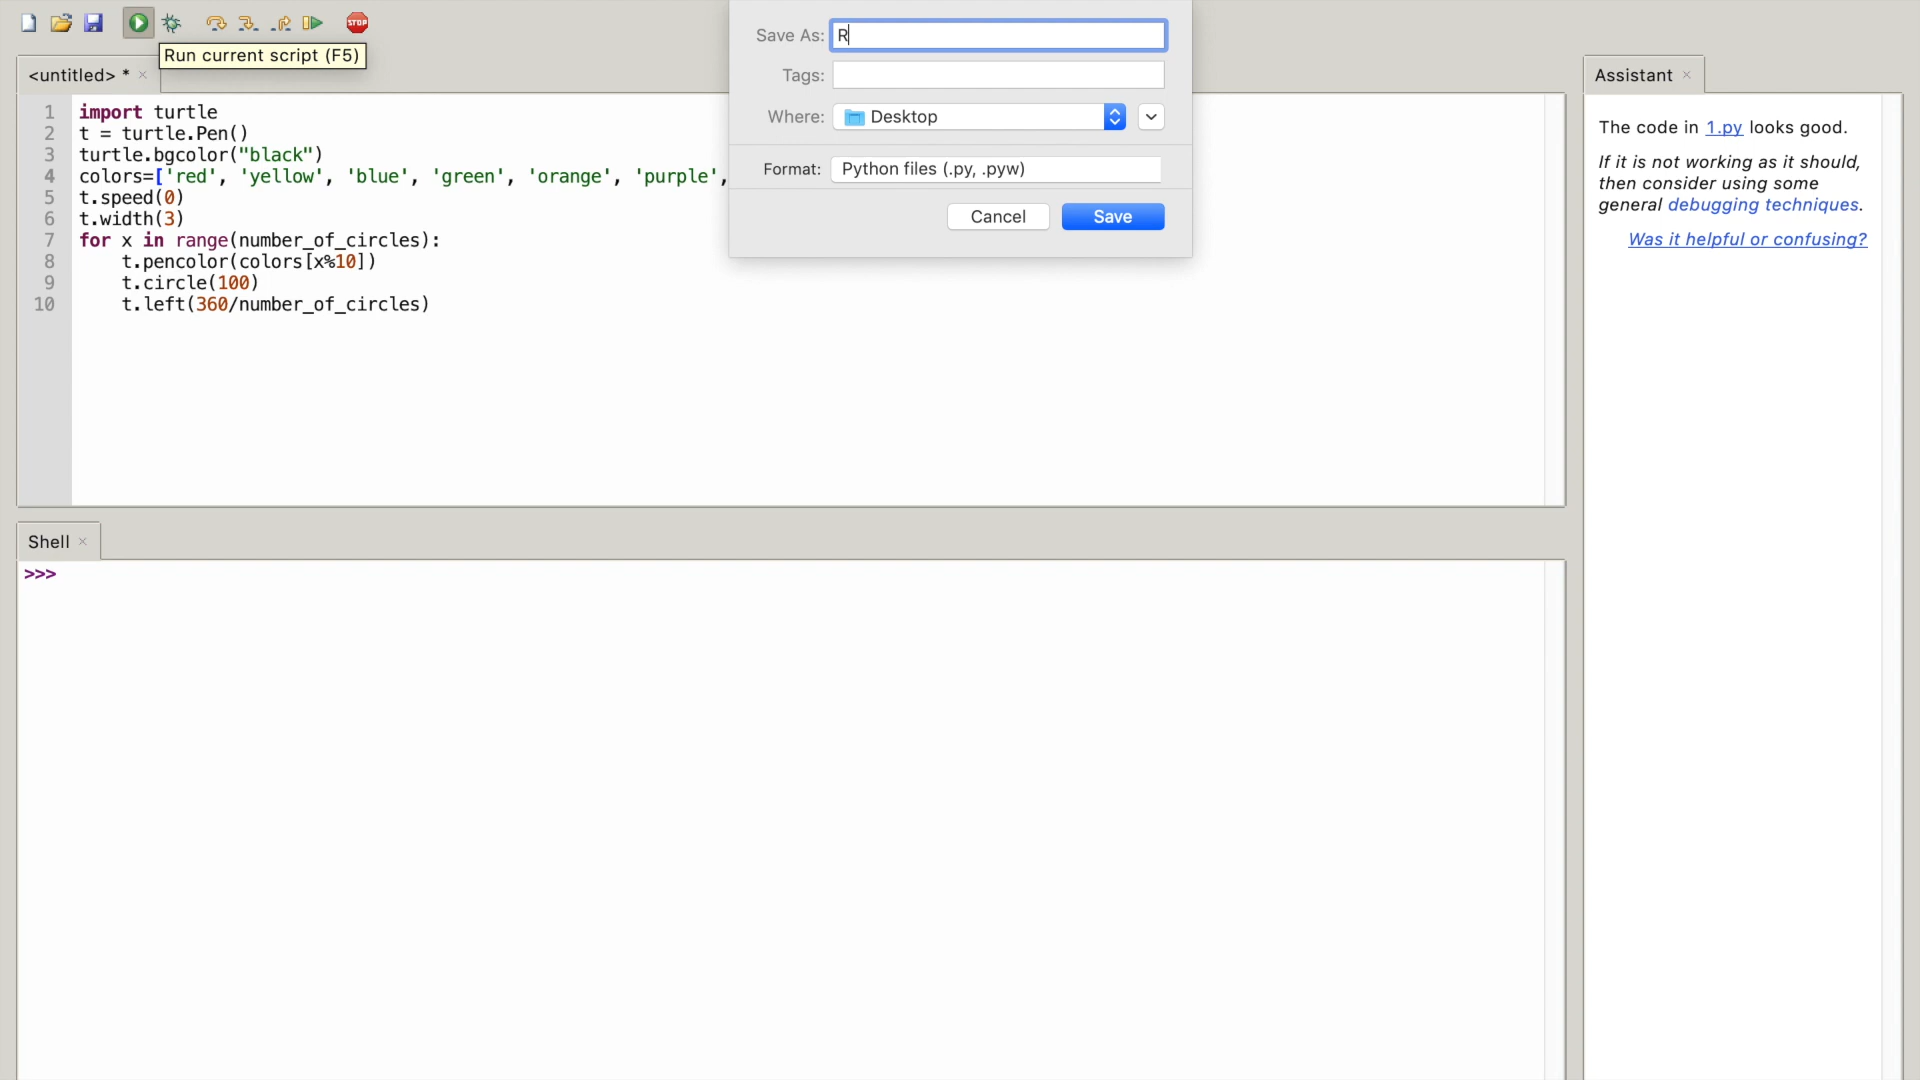 STOP
Run current script (F5)
<untitled> *
1 import turtle
2 t = turtle.Pen()
3 turtle.bgcolor("black")
4 colors=['red', 'yellow', 'blue', 'green', 'orange', 'purple',
5 t.speed(0)
6 t.width(3)
7 for x in range(number_of_circles):
8 t.pencolor(colors[x%10])
9 t.circle(100)
10 t.left(360/number_of_circles)
Save As: R
Tags:
Where: Desktop
Format: Python files (.py, .pyw)
Cancel Save
Assistant
The code in 1.py looks good.
If it is not working as it should,
then consider using some
general debugging techniques.
Was it helpful or confusing?
Shell
>>>